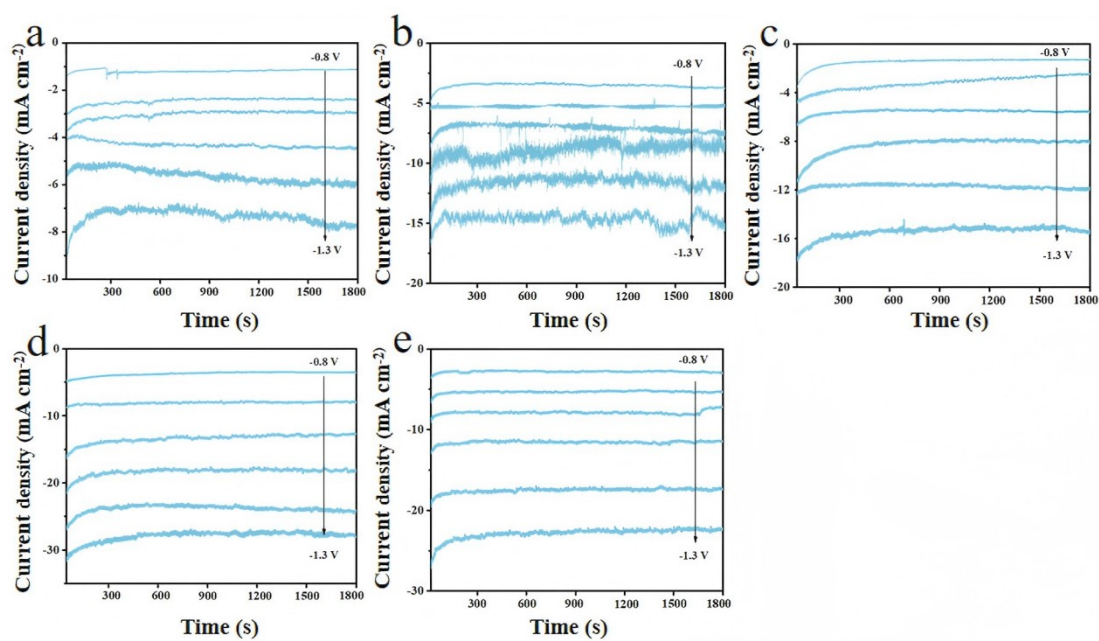 a
Current density (mA cm-2)
0
-2
-4
-6
-8
-10
-0.8 V
-1.3 V
300 600 900 1200 1500 1800
Time (s)
b
Current density (mA cm-2)
0
-5
-10
-15
-20
-0.8 V
-1.3 V
300 600 900 1200 1500 1800
Time (s)
c
Current density (mA cm-2)
0
-4
-8
-12
-16
-20
-0.8 V
-1.3 V
300 600 900 1200 1500 1800
Time (s)
d
Current density (mA cm-2)
0
-10
-20
-30
-0.8 V
-1.3 V
300 600 900 1200 1500 1800
Time (s)
e
Current density (mA cm-2)
0
-5
-10
-15
-20
-25
-30
-0.8 V
-1.3 V
300 600 900 1200 1500 1800
Time (s)